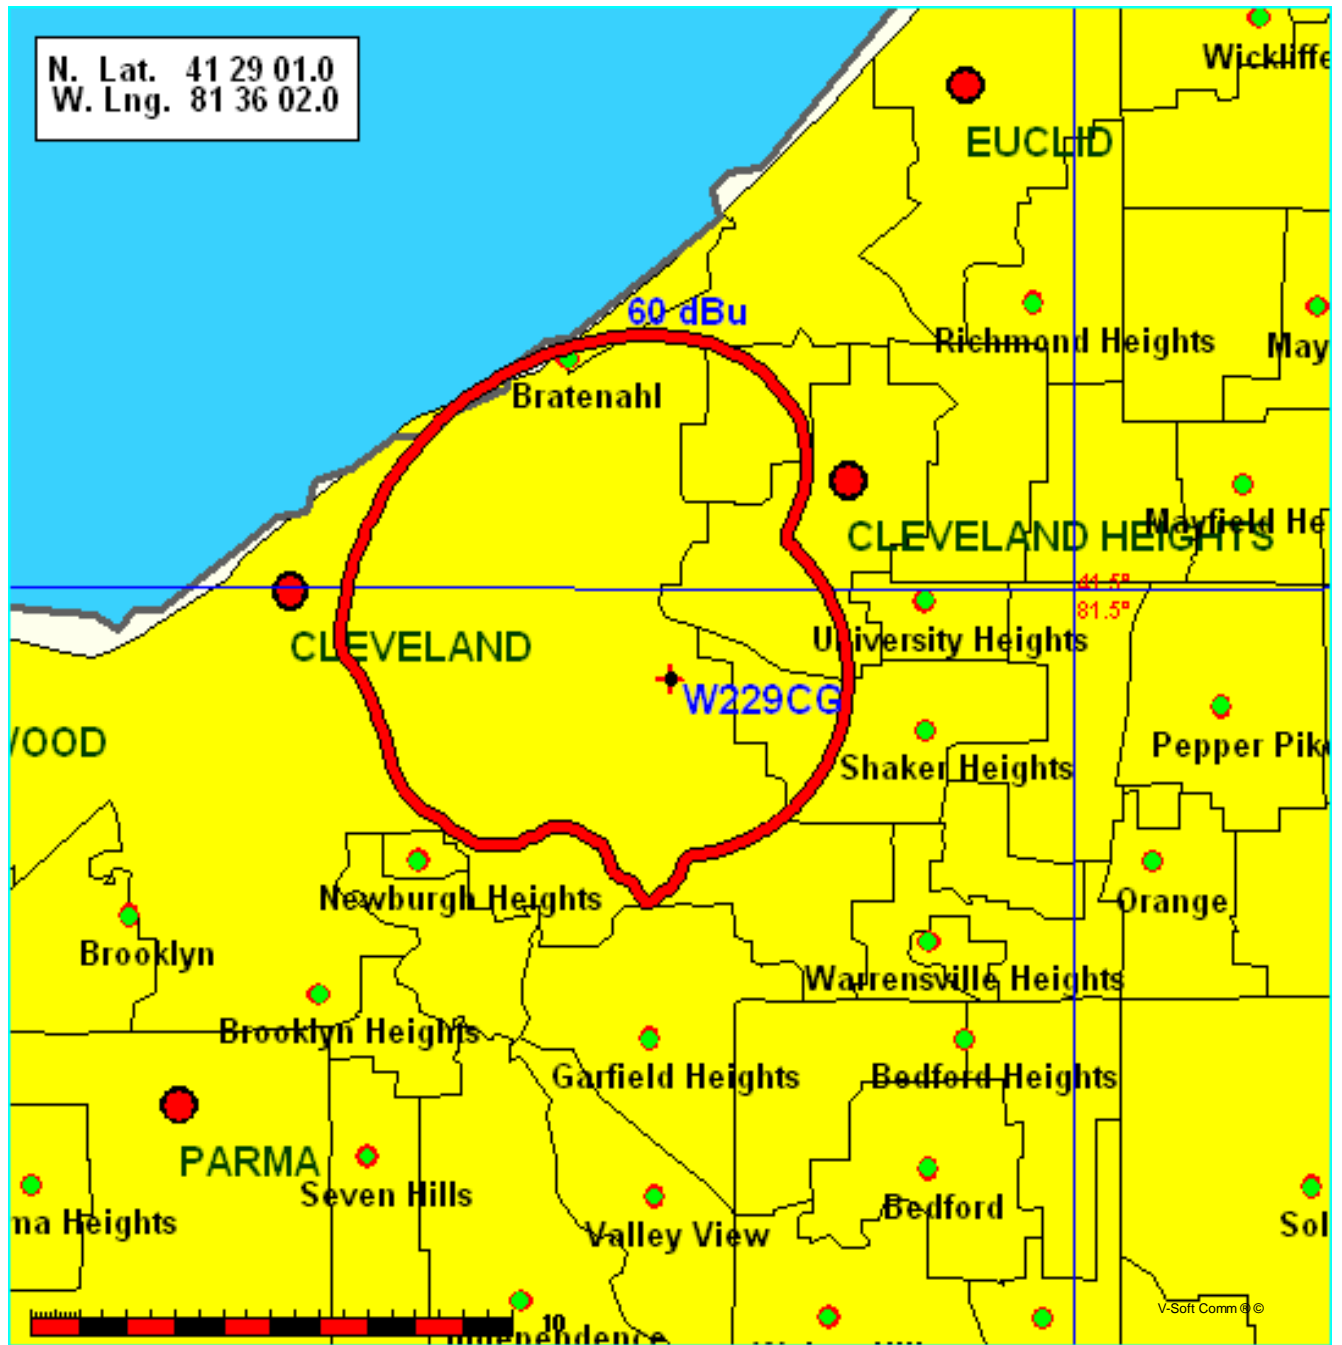 N. Lat. 41 29 01.0
W. Lng. 81 36 02.0
Wickliffe
EUCLID
60 dBu
Richmond Heights
May
Bratenahl
Mayfield He
CLEVELAND HEIGHTS
41.5°
81.5°
University Heights
CLEVELAND
W229CG
WOOD
Pepper Pike
Shaker Heights
Newburgh Heights
Orange
Brooklyn
Warrensville Heights
Brooklyn Heights
Garfield Heights
Bedford Heights
PARMA
Seven Hills
Bedford
ma Heights
Valley View
Sol
V-Soft Comm ® ©
10
Independence